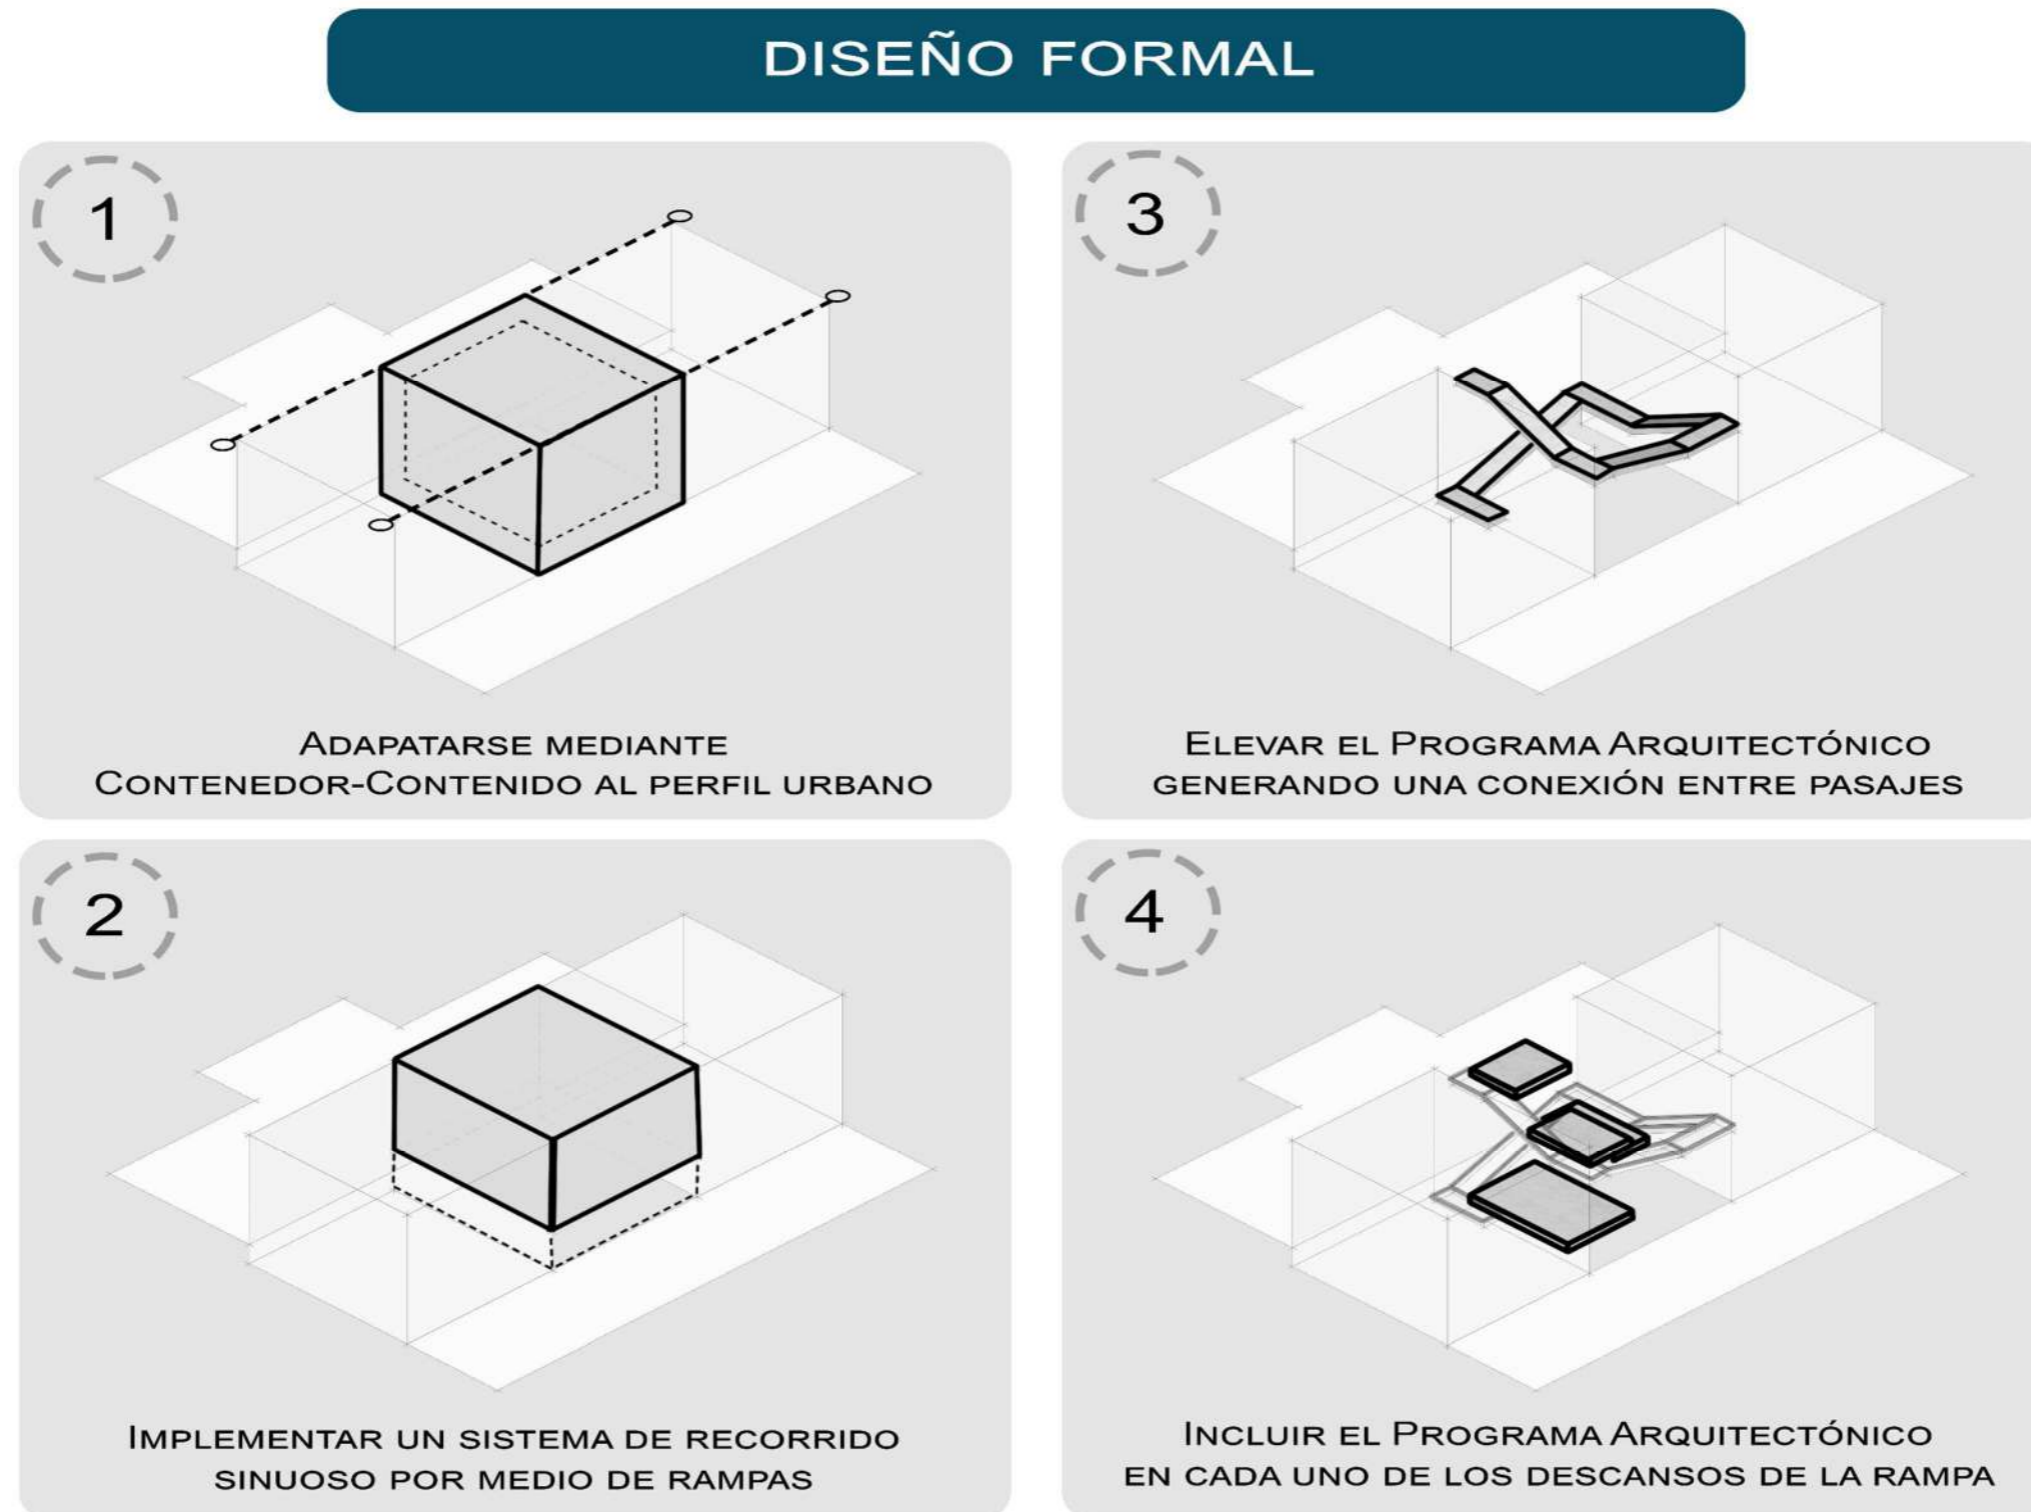 DISEÑO FORMAL
1
ADAPATARSE MEDIANTE
CONTENEDOR-CONTENIDO AL PERFIL URBANO
2
IMPLEMENTAR UN SISTEMA DE RECORRIDO
SINUOSO POR MEDIO DE RAMPAS
3
ELEVAR EL PROGRAMA ARQUITECTÓNICO
GENERANDO UNA CONEXIÓN ENTRE PASAJES
4
INCLUIR EL PROGRAMA ARQUITECTÓNICO
EN CADA UNO DE LOS DESCANSOS DE LA RAMPA